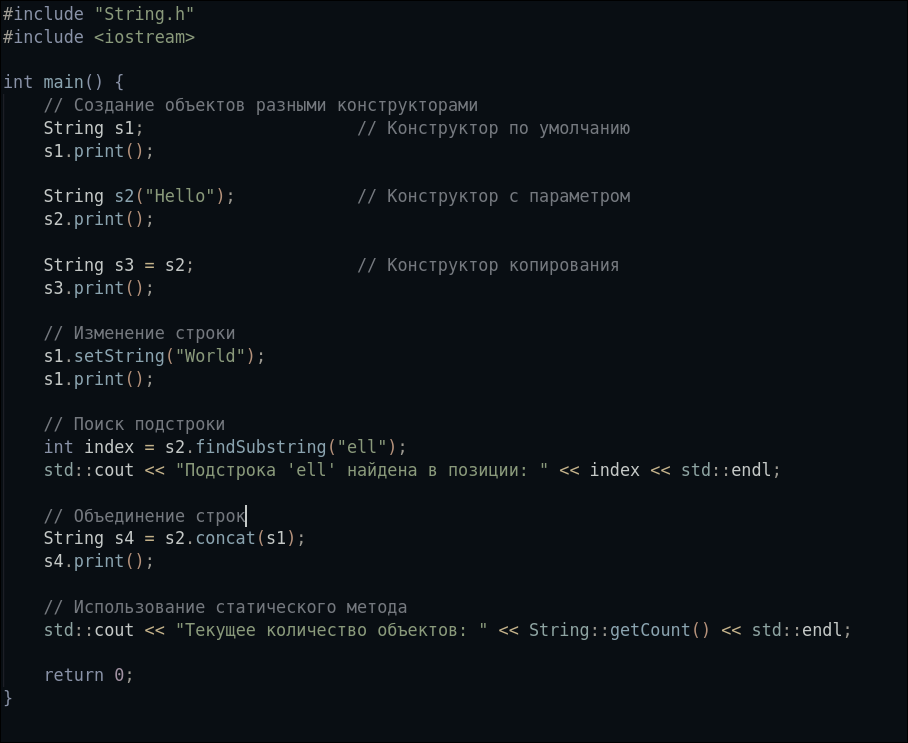 #include "String.h"
#include <iostream>
int main() {
// Создание объектов разными конструкторами
String s1; // Конструктор по умолчанию
s1.print();
String s2("Hello"); // Конструктор с параметром
s2.print();
String s3 = s2; // Конструктор копирования
s3.print();
// Изменение строки
s1.setString("World");
s1.print();
// Поиск подстроки
int index = s2.findSubstring("ell");
std::cout << "Подстрока 'ell' найдена в позиции: " << index << std::endl;
// Объединение строк
String s4 = s2.concat(s1);
s4.print();
// Использование статического метода
std::cout << "Текущее количество объектов: " << String::getCount() << std::endl;
return 0;
}